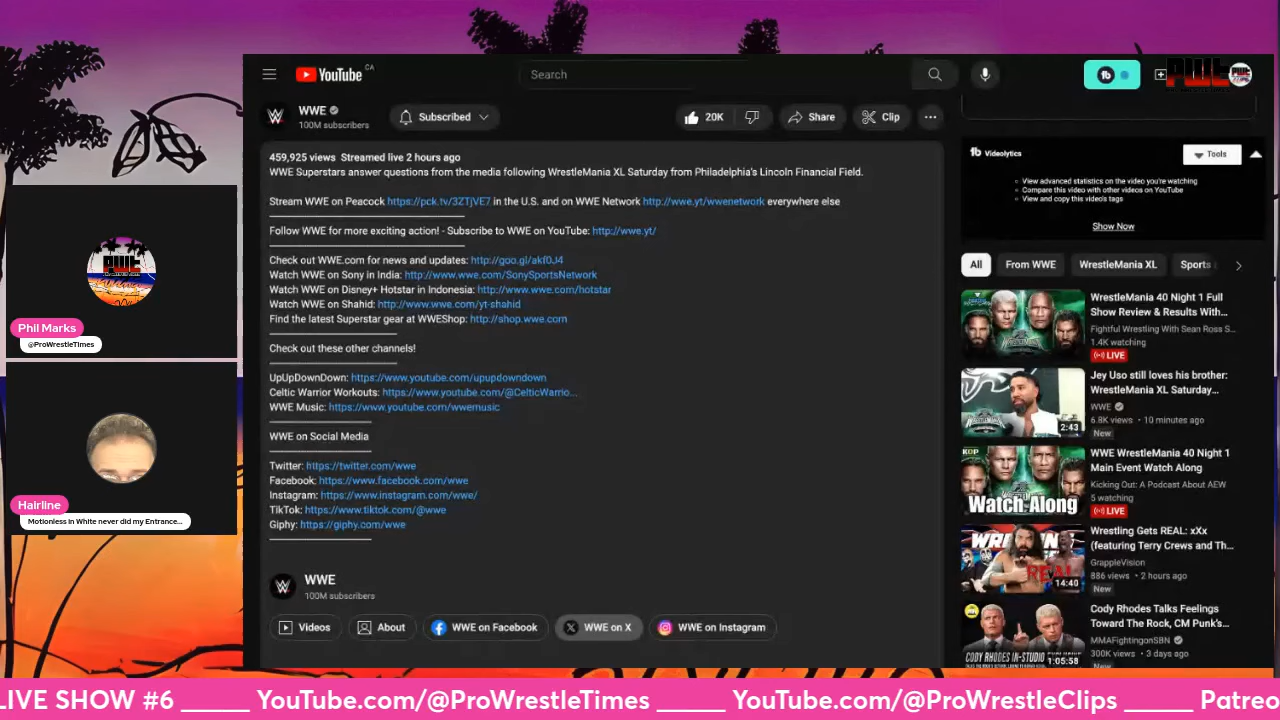 YouTube CA
Search
PWT
WWE
100M subscribers
Subscribed
20K
Share
Clip
459,925 views Streamed live 2 hours ago
WWE Superstars answer questions from the media following WrestleMania XL Saturday from Philadelphia's Lincoln Financial Field.
Stream WWE on Peacock https://pck.tv/3ZTjVE7 in the U.S. and on WWE Network http://wwe.yt/wwenetwork everywhere else
Follow WWE for more exciting action! - Subscribe to WWE on YouTube: http://wwe.yt/
Check out WWE.com for news and updates: http://goo.gl/akf0J4
Watch WWE on Sony in India: http://www.wwe.com/SonySportsNetwork
Watch WWE on Disney+ Hotstar in Indonesia: http://www.wwe.com/hotstar
Watch WWE on Shahid: http://www.wwe.com/yt-shahid
Find the latest Superstar gear at WWEShop: http://shop.wwe.com
Check out these other channels!
UpUpDownDown: https://www.youtube.com/upupdowndown
Celtic Warrior Workouts: https://www.youtube.com/@CelticWarrio...
WWE Music: https://www.youtube.com/wwemusic
WWE on Social Media
Twitter: https://twitter.com/wwe
Facebook: https://www.facebook.com/wwe
Instagram: https://www.instagram.com/wwe/
TikTok: https://www.tiktok.com/@wwe
Giphy: https://giphy.com/wwe
WWE
100M subscribers
Videos
About
WWE on Facebook
WWE on X
WWE on Instagram
Videolytics
Tools
View advanced statistics on the video you're watching
Compare this video with other videos on YouTube
View and copy this video's tags
Show Now
All
From WWE
WrestleMania XL
Sports
WrestleMania 40 Night 1 Full
Show Review & Results With...
Fightful Wrestling With Sean Ross S...
1.4K watching
LIVE
2:43
Jey Uso still loves his brother:
WrestleMania XL Saturday...
WWE
6.8K views • 10 minutes ago
New
KOP
Watch Along
WWE WrestleMania 40 Night 1
Main Event Watch Along
Kicking Out: A Podcast About AEW
5 watching
LIVE
14:40
Wrestling Gets REAL: xXx
(featuring Terry Crews and Th...
GrappleVision
886 views • 2 hours ago
New
CODY RHODES IN-STUDIO
1:05:58
Cody Rhodes Talks Feelings
Toward The Rock, CM Punk's...
MMAFightingonSBN
300K views • 3 days ago
New
PWT
Phil Marks
@ProWrestleTimes
Hairline
Motionless in White never did my Entrance...
LIVE SHOW #6 _____ YouTube.com/@ProWrestleTimes _____ YouTube.com/@ProWrestleClips _____ Patreo